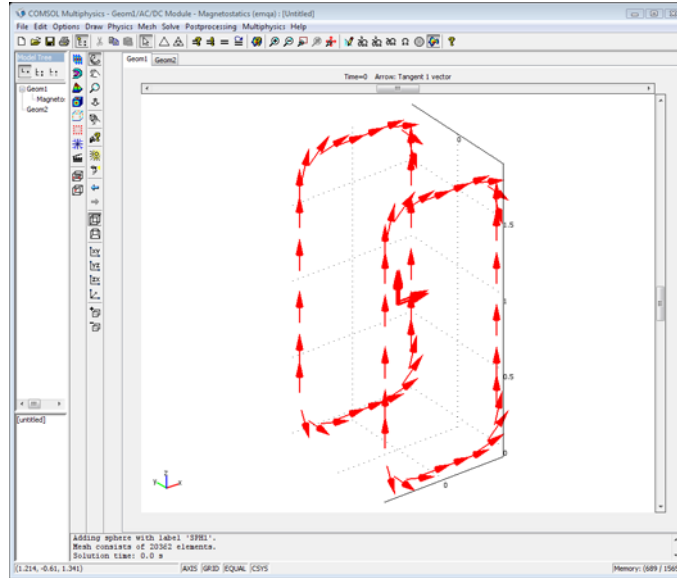 COMSOL Multiphysics - Geom1/AC/DC Module - Magnetostatics (emqa) : [Untitled]
File Edit Options Draw Physics Mesh Solve Postprocessing Multiphysics Help
Model Tree
Geom1
Magneto
Geom2
Geom1 Geom2
Time=0 Arrow: Tangent 1 vector
0
1.5
1
0.5
0
0
z
y
x
[untitled]
Adding sphere with label 'SPH1'.
Mesh consists of 20362 elements.
Solution time: 0.0 s
(1.214, -0.61, 1.341) AXIS GRID EQUAL CSYS Memory: (689 / 1565